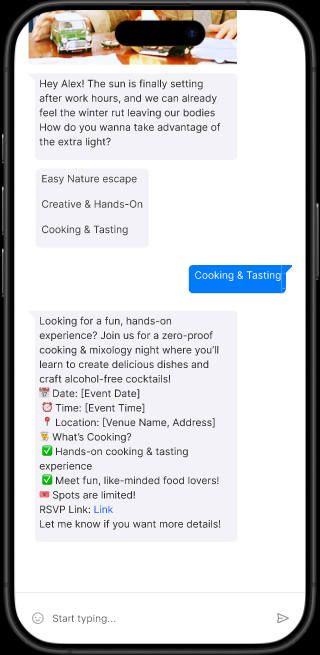 Hey Alex! The sun is finally setting
after work hours, and we can already
feel the winter rut leaving our bodies
How do you wanna take advantage of
the extra light?
Easy Nature escape
Creative & Hands-On
Cooking & Tasting
Cooking & Tasting
Looking for a fun, hands-on
experience? Join us for a zero-proof
cooking & mixology night where you'll
learn to create delicious dishes and
craft alcohol-free cocktails!
📅 Date: [Event Date]
⏰ Time: [Event Time]
📍 Location: [Venue Name, Address]
👨‍🍳 What's Cooking?
✅ Hands-on cooking & tasting
experience
✅ Meet fun, like-minded food lovers!
🎟️ Spots are limited!
RSVP Link: Link
Let me know if you want more details!
Start typing...